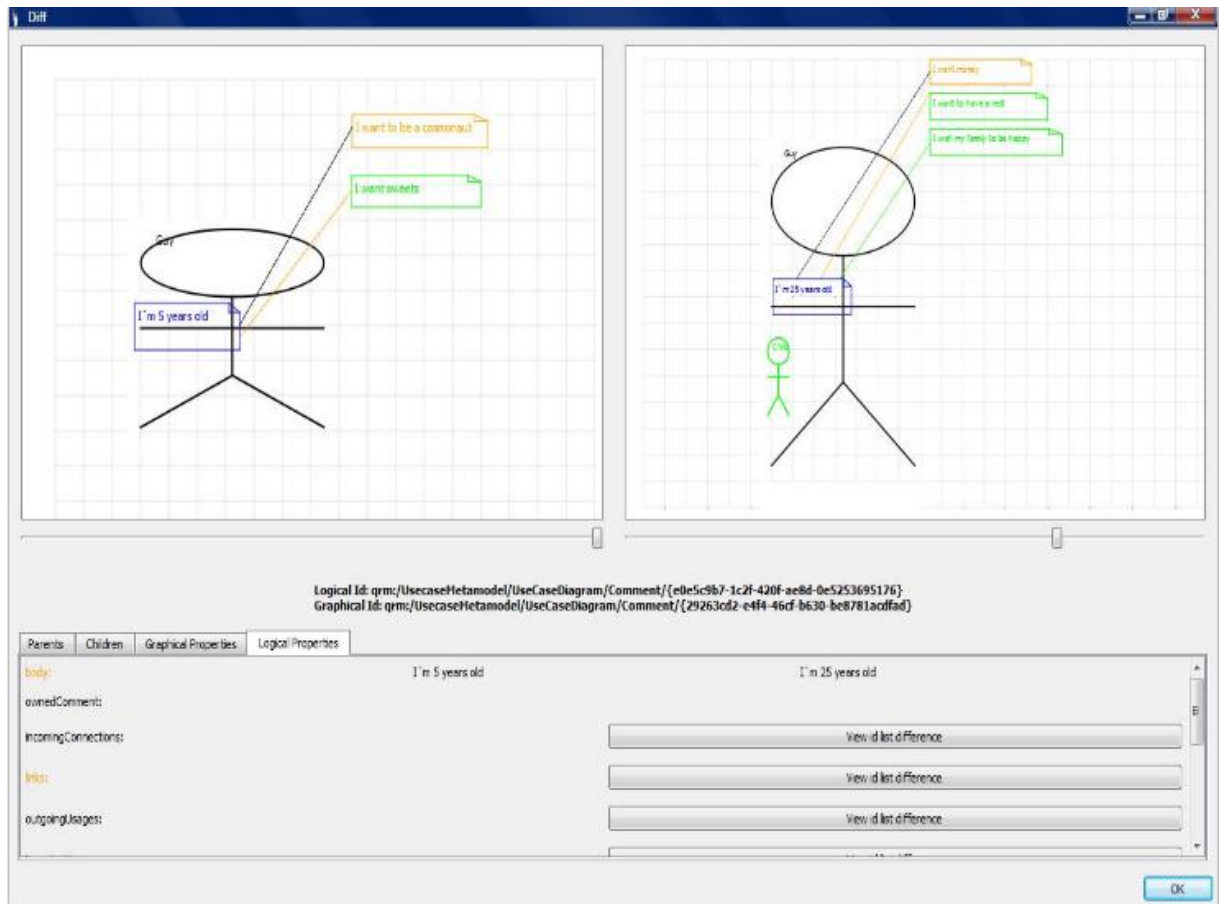 Diff
I want to be a cosmonaut
I want sweets
Guy
I`m 5 years old
I want money
I want to have a rest
I wait my family to be happy
Guy
I`m 25 years old
Logical Id: qrm:/UsecaseMetamodel/UseCaseDiagram/Comment/{e0e5c9b7-1c2f-420f-ae8d-0e5253695176}
Graphical Id: qrm:/UsecaseMetamodel/UseCaseDiagram/Comment/{29263cd2-e4f4-46cf-b630-be8781acdfad}
Parents Children Graphical Properties Logical Properties
body: I`m 5 years old I`m 25 years old
ownedComment:
incomingConnections: View id list difference
links: View id list difference
outgoingUsages: View id list difference
OK